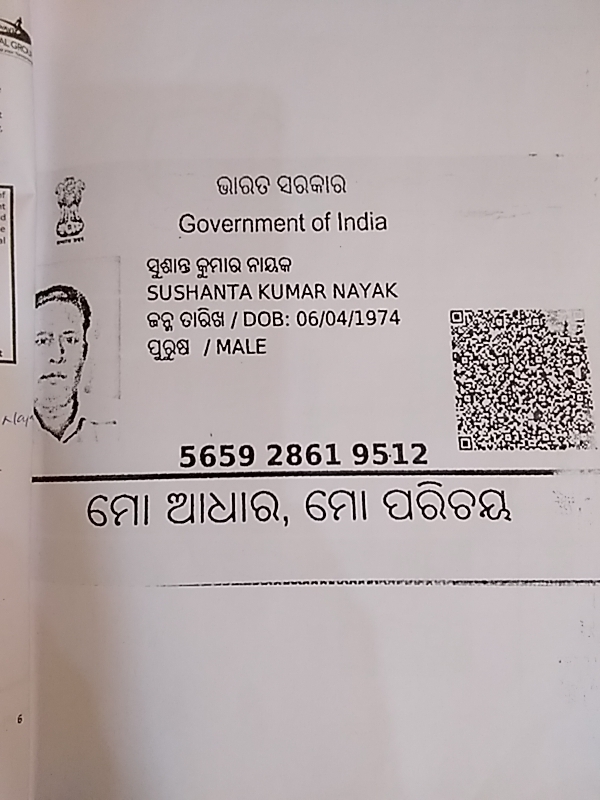 ଭାରତ ସରକାର
Government of India
ସୁଶାନ୍ତ କୁମାର ନାୟକ
SUSHANTA KUMAR NAYAK
ଜନ୍ମ ତାରିଖ / DOB: 06/04/1974
ପୁରୁଷ / MALE
5659 2861 9512
ମୋ ଆଧାର, ମୋ ପରିଚୟ
6